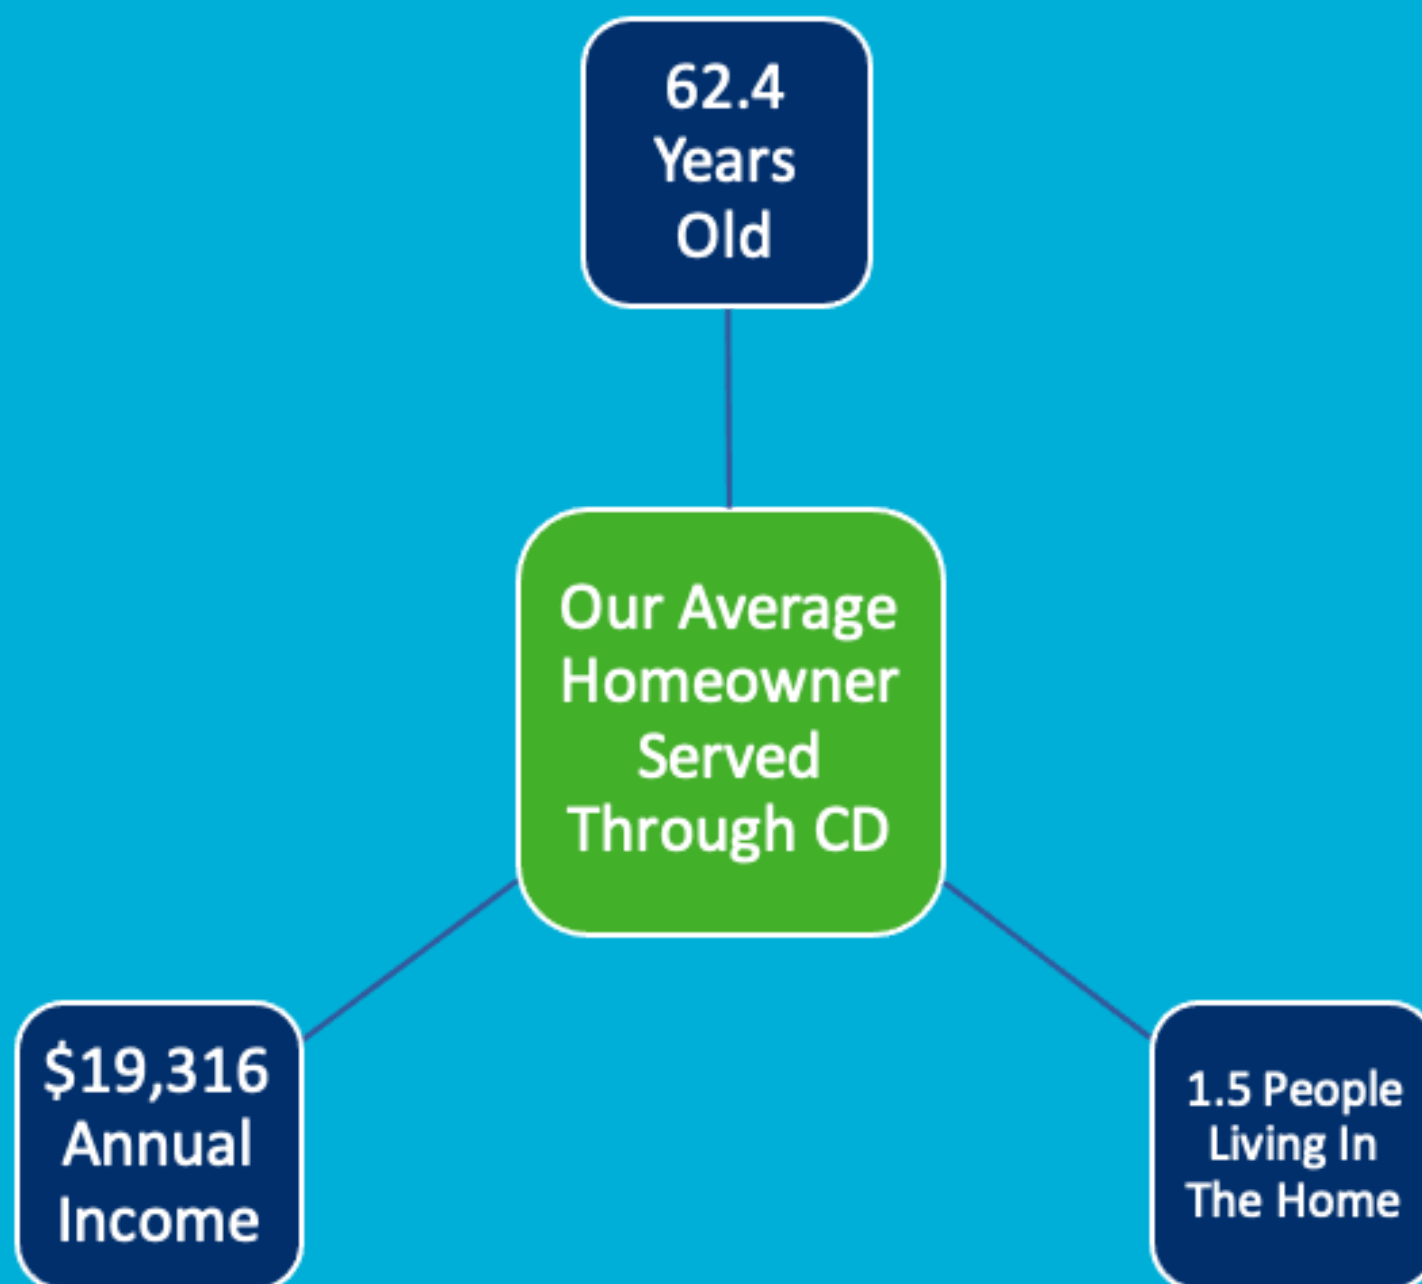 62.4
Years
Old
Our Average
Homeowner
Served
Through CD
$19,316
Annual
Income
1.5 People
Living In
The Home